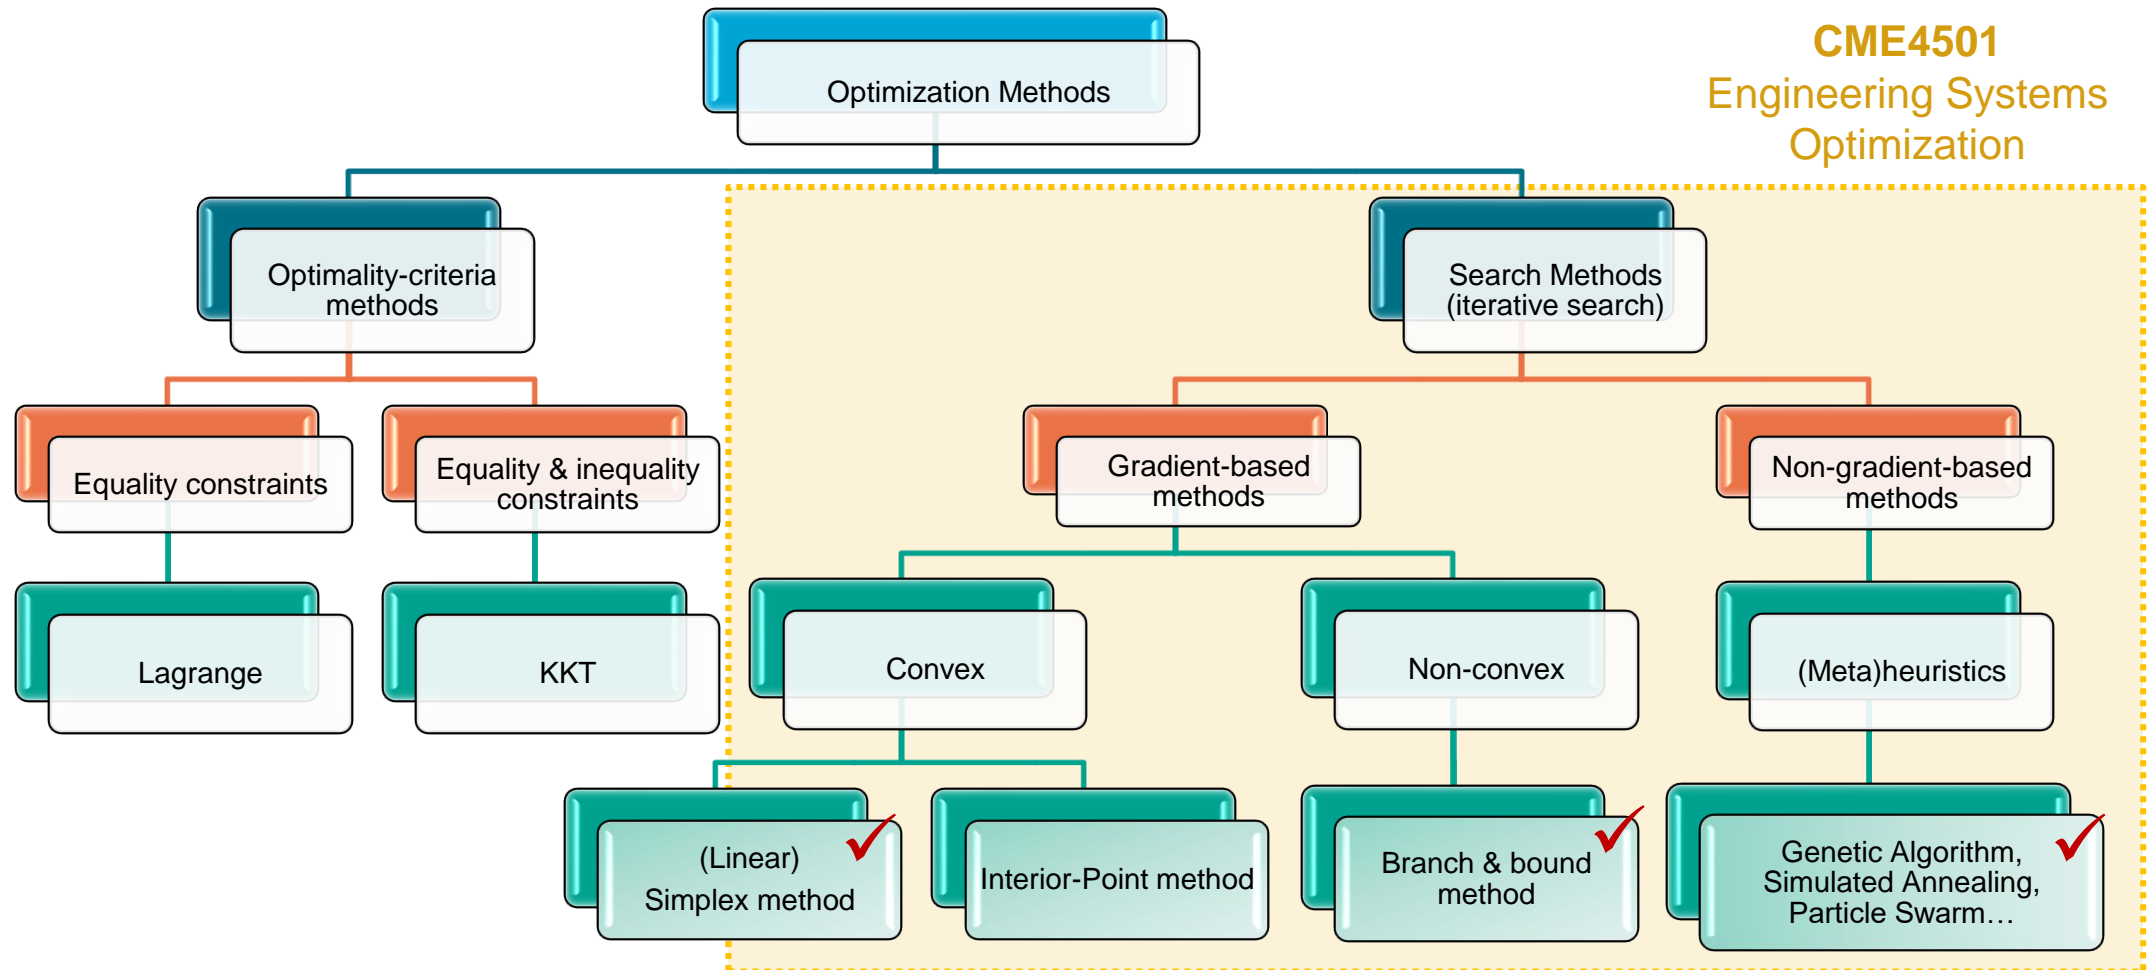 CME4501
Engineering Systems
Optimization
Optimization Methods
Optimality-criteria
methods
Search Methods
(iterative search)
Equality constraints
Equality & inequality
constraints
Gradient-based
methods
Non-gradient-based
methods
Lagrange
KKT
Convex
Non-convex
(Meta)heuristics
(Linear)
Simplex method
Interior-Point method
Branch & bound
method
Genetic Algorithm,
Simulated Annealing,
Particle Swarm…